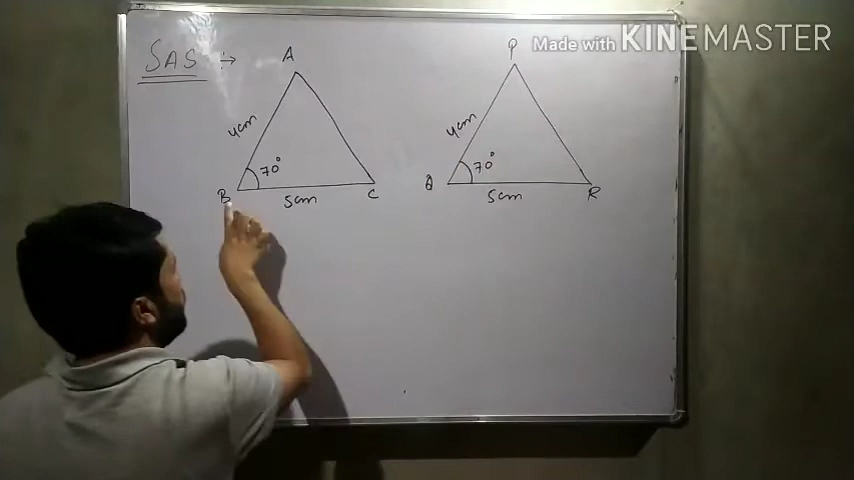 Made with KINEMASTER
SAS ÷→
A
P
4cm
4cm
70°
70°
B
C
Q
R
5cm
5cm